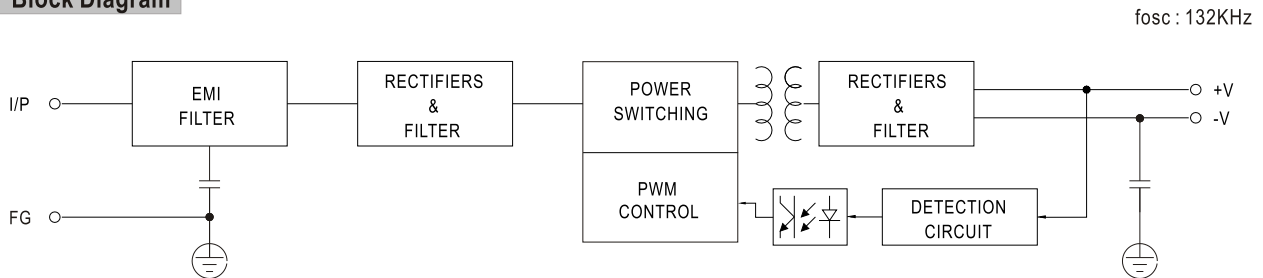 Block Diagram
fosc : 132KHz
I/P
EMI
FILTER
RECTIFIERS
&
FILTER
POWER
SWITCHING
RECTIFIERS
&
FILTER
+V
-V
PWM
CONTROL
DETECTION
CIRCUIT
FG